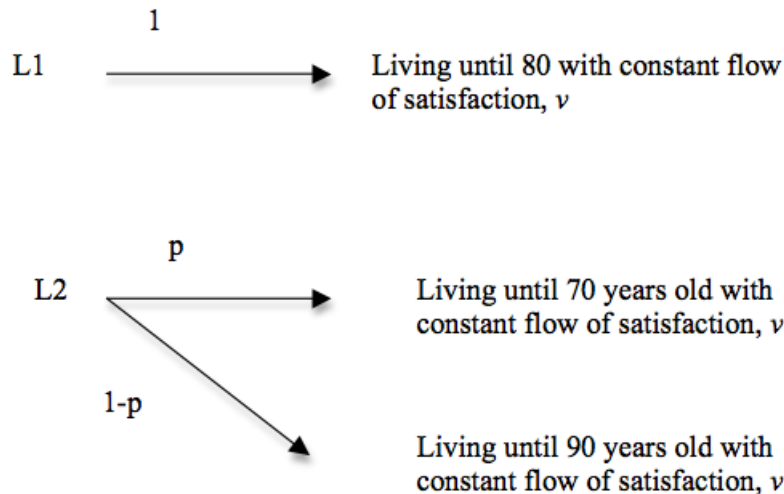 1
L1
Living until 80 with constant flow
of satisfaction, v
p
L2
Living until 70 years old with
constant flow of satisfaction, v
1-p
Living until 90 years old with
constant flow of satisfaction, v